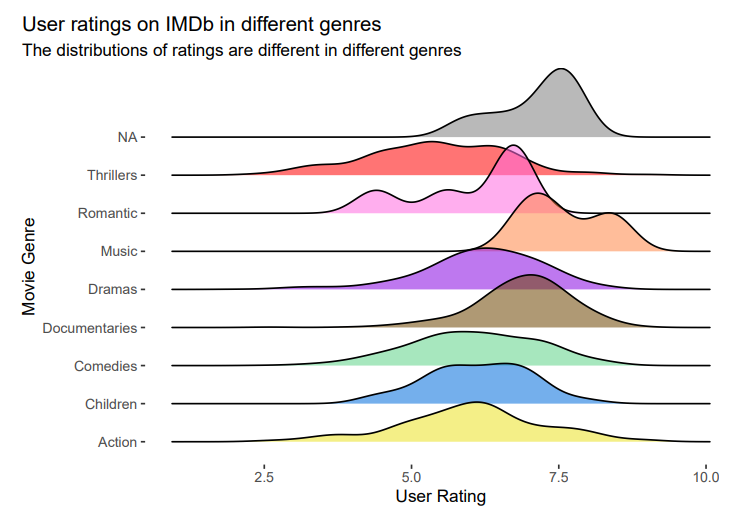 User ratings on IMDb in different genres
The distributions of ratings are different in different genres
Movie Genre
NA
Thrillers
Romantic
Music
Dramas
Documentaries
Comedies
Children
Action
2.5 5.0 7.5 10.0
User Rating